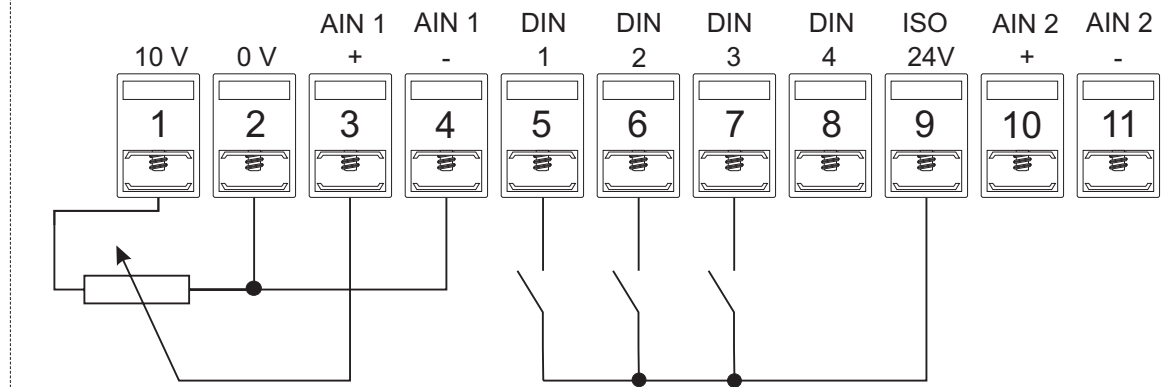 AIN 1 AIN 1 DIN DIN DIN DIN ISO AIN 2 AIN 2
10 V 0 V + - 1 2 3 4 24V + -
1 2 3 4 5 6 7 8 9 10 11